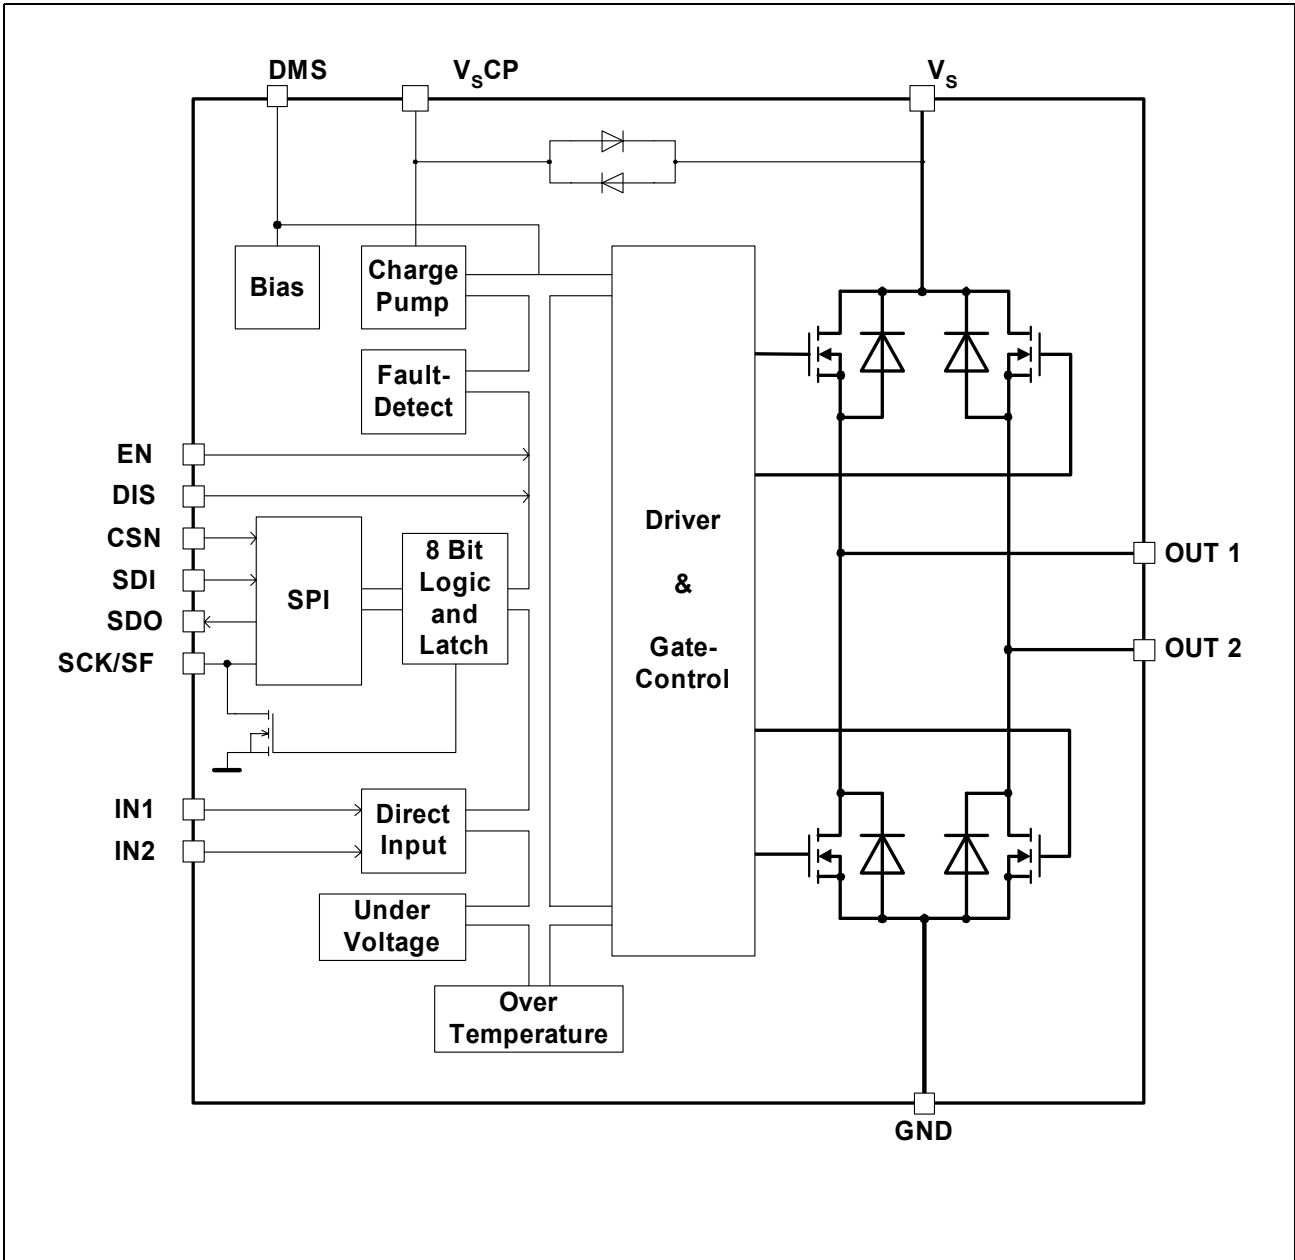 DMS
VSCP
VS
Bias
Charge
Pump
Fault-
Detect
EN
DIS
CSN
SDI
SDO
SCK/SF
SPI
8 Bit
Logic
and
Latch
Driver
&
Gate-
Control
OUT 1
OUT 2
IN1
IN2
Direct
Input
Under
Voltage
Over
Temperature
GND